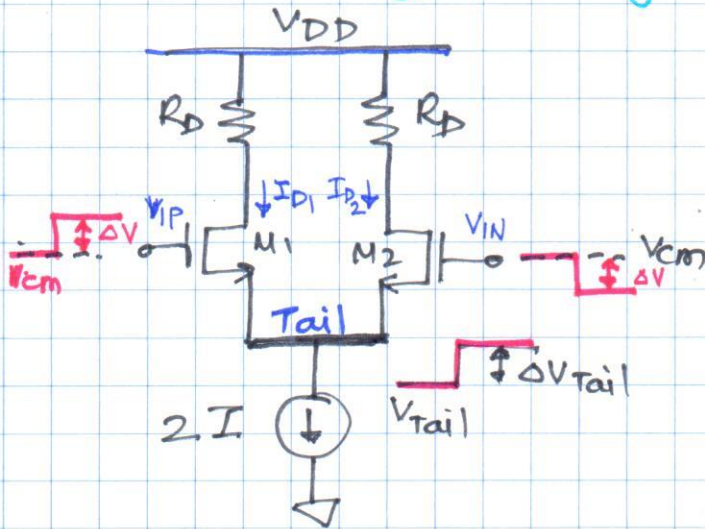 VDD
RD
RD
ID1
ID2
VIP
ΔV
M1
M2
VIN
Vcm
Vcm
ΔV
Tail
ΔVTail
VTail
2I